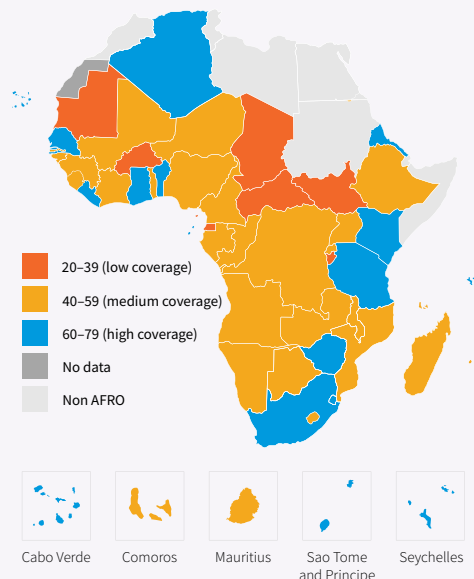 20–39 (low coverage)
40–59 (medium coverage)
60–79 (high coverage)
No data
Non AFRO
Cabo Verde
Comoros
Mauritius
Sao Tome
and Principe
Seychelles